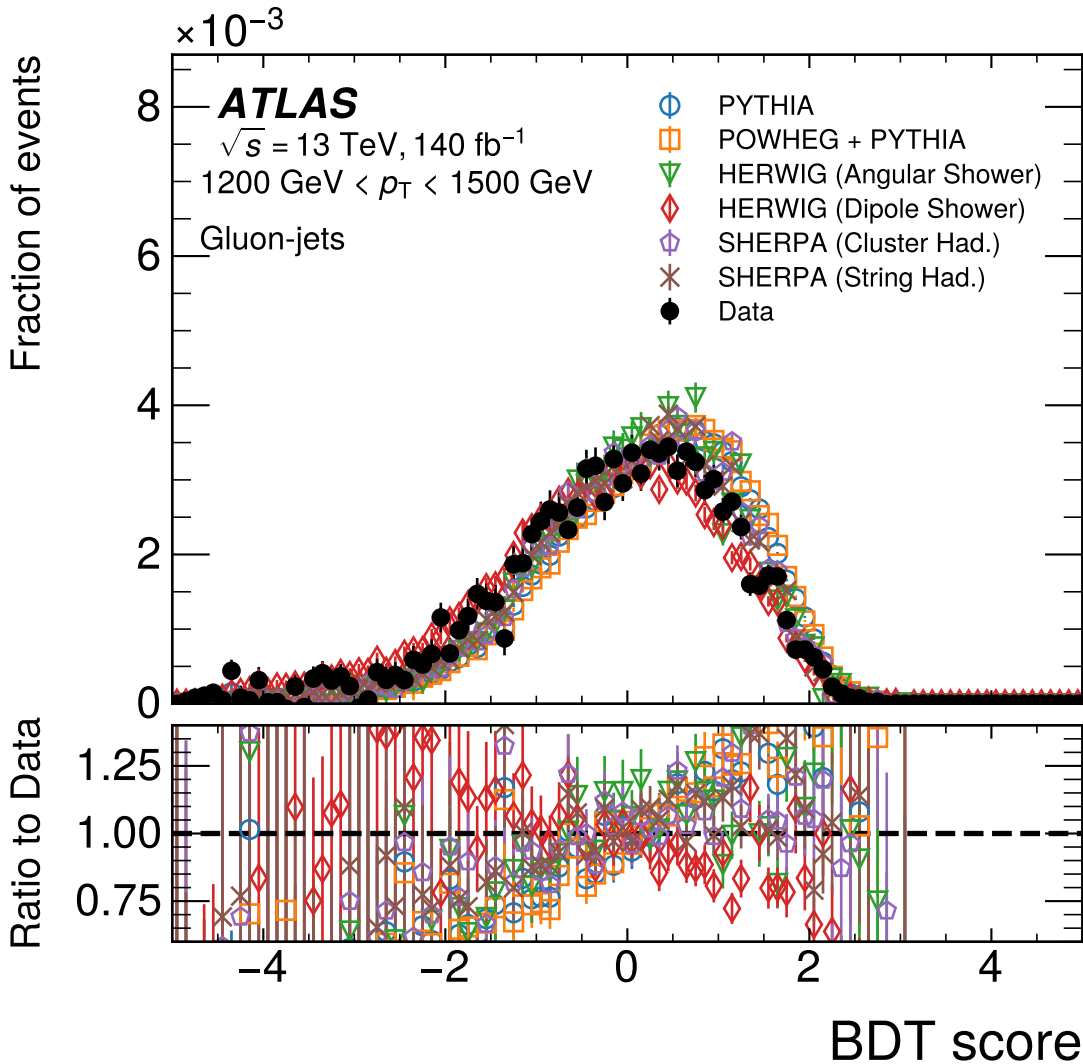 ×10⁻³
Fraction of events
8
6
4
2
0
ATLAS
√s = 13 TeV, 140 fb⁻¹
1200 GeV < p_T < 1500 GeV
Gluon-jets
PYTHIA
POWHEG + PYTHIA
HERWIG (Angular Shower)
HERWIG (Dipole Shower)
SHERPA (Cluster Had.)
SHERPA (String Had.)
Data
Ratio to Data
1.25
1.00
0.75
−4 −2 0 2 4
BDT score